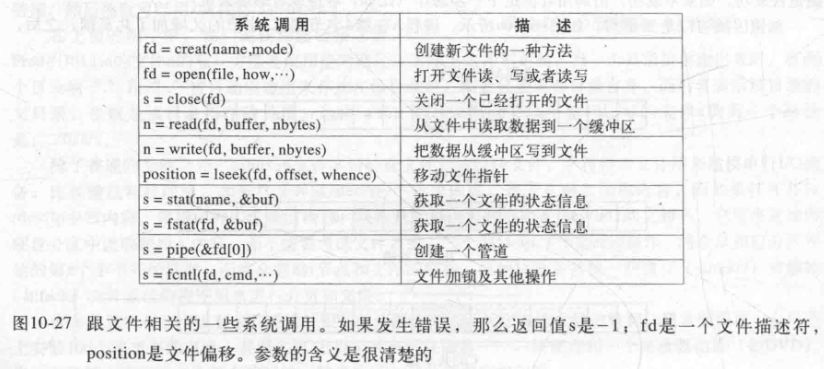 系统调用 描述
fd = creat(name,mode) 创建新文件的一种方法
fd = open(file, how,…) 打开文件读、写或者读写
s = close(fd) 关闭一个已经打开的文件
n = read(fd, buffer, nbytes) 从文件中读取数据到一个缓冲区
n = write(fd, buffer, nbytes) 把数据从缓冲区写到文件
position = lseek(fd, offset, whence) 移动文件指针
s = stat(name, &buf) 获取一个文件的状态信息
s = fstat(fd, &buf) 获取一个文件的状态信息
s = pipe(&fd[0]) 创建一个管道
s = fcntl(fd, cmd,…) 文件加锁及其他操作
图10-27 跟文件相关的一些系统调用。如果发生错误，那么返回值s是－1；fd是一个文件描述符，
position是文件偏移。参数的含义是很清楚的